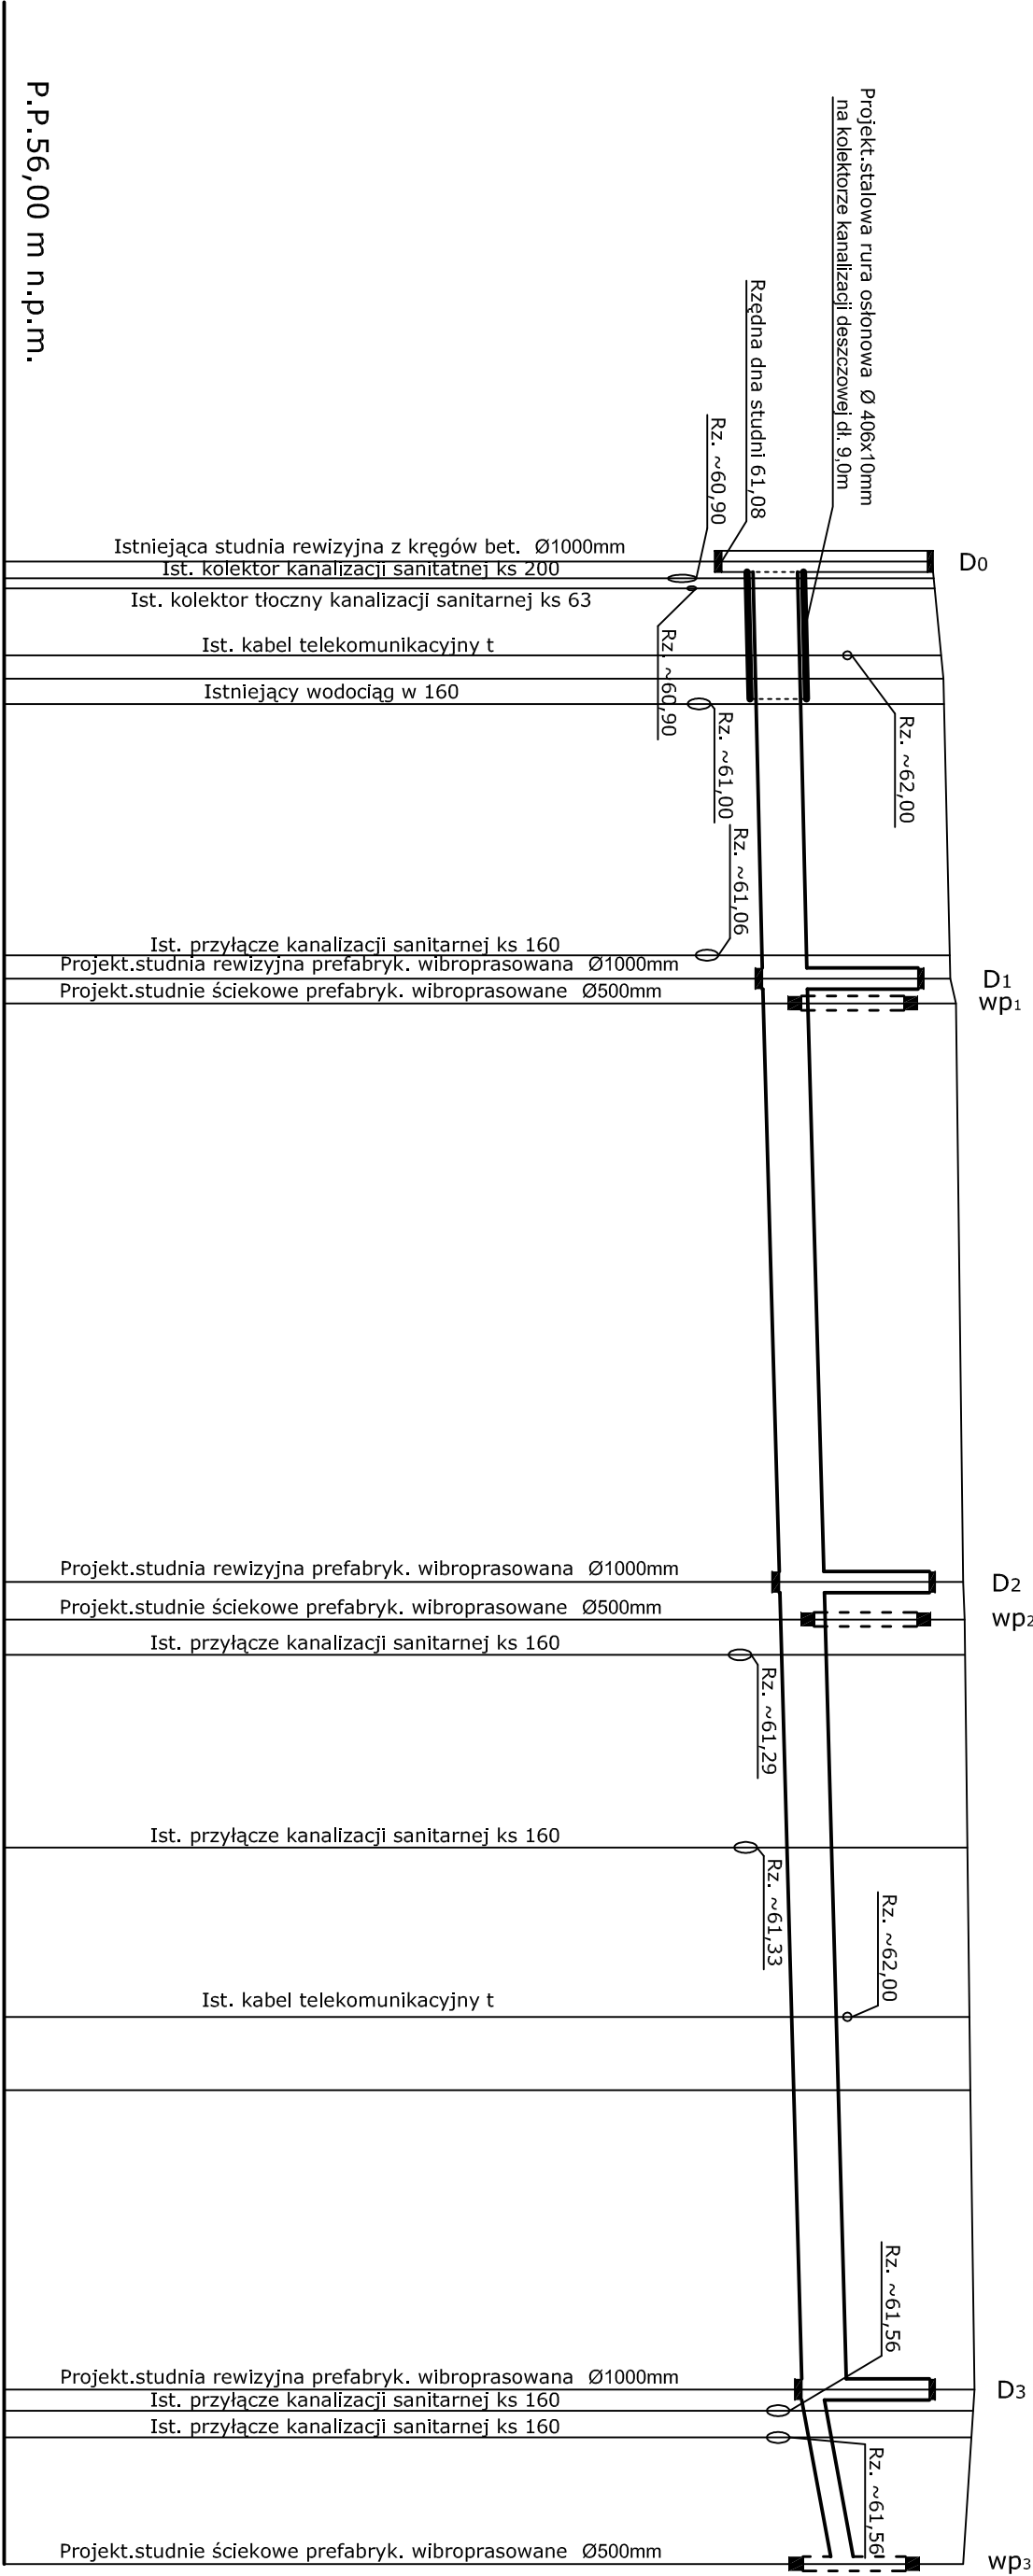 P.P.56,00 m n.p.m.
Projekt.stalowa rura osłonowa Ø 406x10mm
na kolektorze kanalizacji deszczowej dł. 9,0m
Rzędna dna studni 61,08
Rz. ~60,90
Istniejąca studnia rewizyjna z kręgów bet. Ø1000mm
D0
Ist. kolektor kanalizacji sanitatnej ks 200
Ist. kolektor tłoczny kanalizacji sanitarnej ks 63
Rz. ~60,90
Ist. kabel telekomunikacyjny t
Istniejący wodociąg w 160
Rz. ~61,00
Rz. ~62,00
Rz. ~61,06
Ist. przyłącze kanalizacji sanitarnej ks 160
Projekt.studnia rewizyjna prefabryk. wibroprasowana Ø1000mm
D1
Projekt.studnie ściekowe prefabryk. wibroprasowane Ø500mm
wp1
Projekt.studnia rewizyjna prefabryk. wibroprasowana Ø1000mm
D2
Projekt.studnie ściekowe prefabryk. wibroprasowane Ø500mm
wp2
Ist. przyłącze kanalizacji sanitarnej ks 160
Rz. ~61,29
Ist. przyłącze kanalizacji sanitarnej ks 160
Rz. ~61,33
Rz. ~62,00
Ist. kabel telekomunikacyjny t
Rz. ~61,56
Projekt.studnia rewizyjna prefabryk. wibroprasowana Ø1000mm
D3
Ist. przyłącze kanalizacji sanitarnej ks 160
Ist. przyłącze kanalizacji sanitarnej ks 160
Rz. ~61,56
Projekt.studnie ściekowe prefabryk. wibroprasowane Ø500mm
wp3